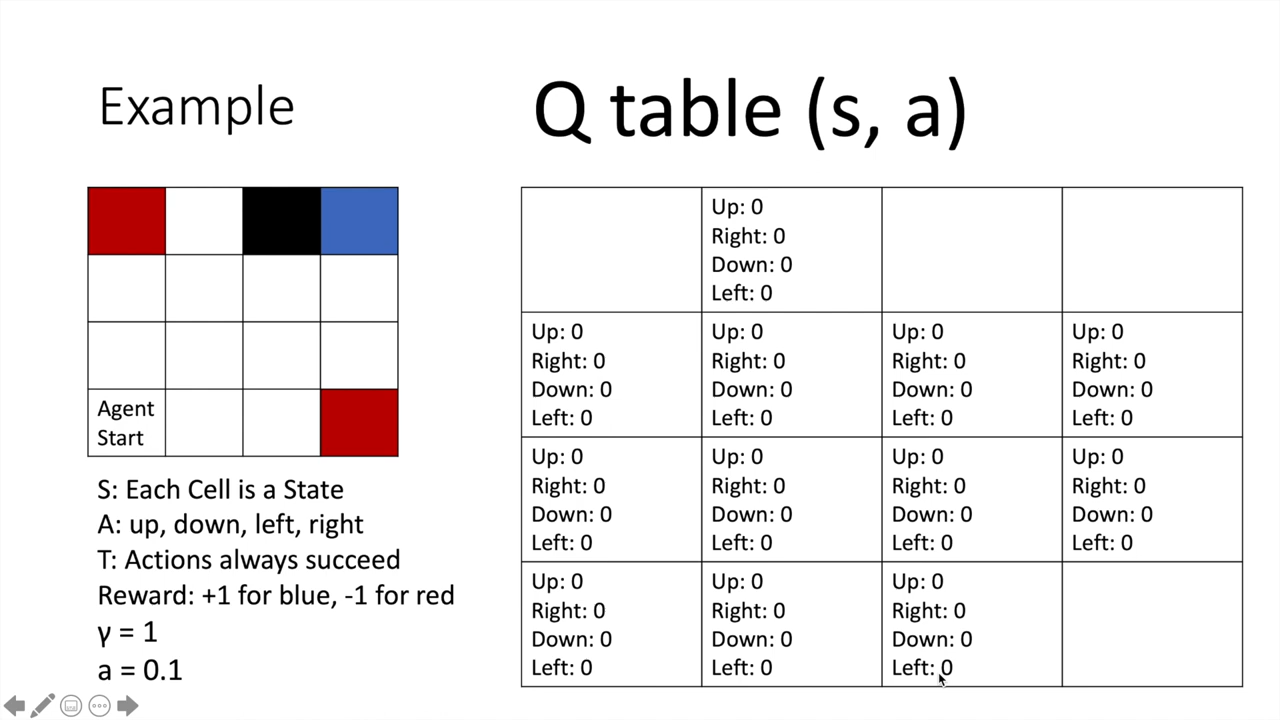 Example
Q table (s, a)
Agent
Start
S: Each Cell is a State
A: up, down, left, right
T: Actions always succeed
Reward: +1 for blue, -1 for red
γ = 1
a = 0.1
Up: 0
Right: 0
Down: 0
Left: 0
Up: 0
Right: 0
Down: 0
Left: 0
Up: 0
Right: 0
Down: 0
Left: 0
Up: 0
Right: 0
Down: 0
Left: 0
Up: 0
Right: 0
Down: 0
Left: 0
Up: 0
Right: 0
Down: 0
Left: 0
Up: 0
Right: 0
Down: 0
Left: 0
Up: 0
Right: 0
Down: 0
Left: 0
Up: 0
Right: 0
Down: 0
Left: 0
Up: 0
Right: 0
Down: 0
Left: 0
Up: 0
Right: 0
Down: 0
Left: 0
Up: 0
Right: 0
Down: 0
Left: 0